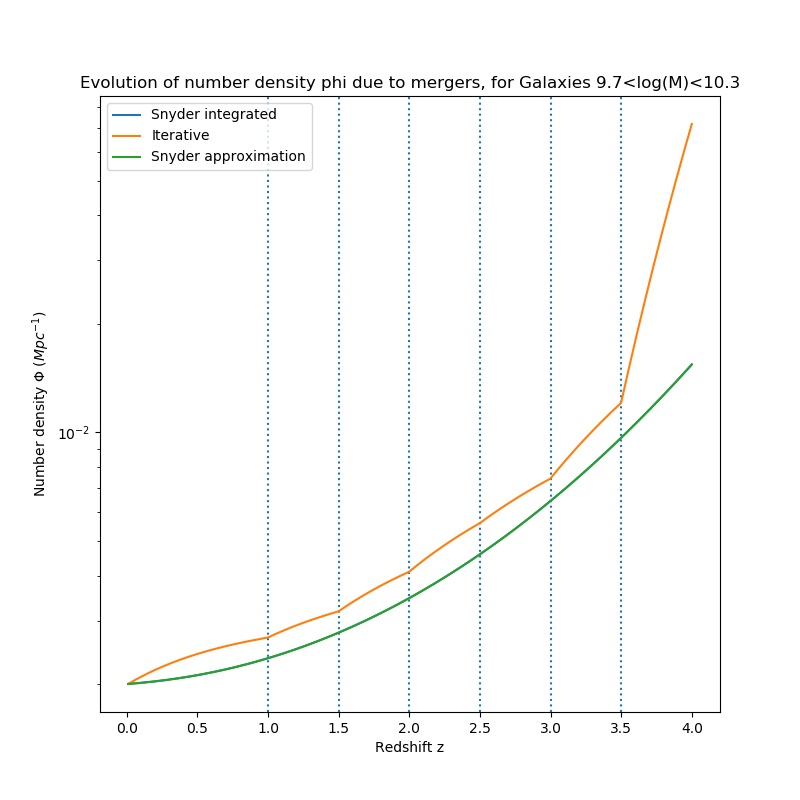 Evolution of number density phi due to mergers, for Galaxies 9.7<log(M)<10.3
Snyder integrated
Iterative
Snyder approximation
Number density Φ (Mpc⁻¹)
10⁻²
0.0 0.5 1.0 1.5 2.0 2.5 3.0 3.5 4.0
Redshift z